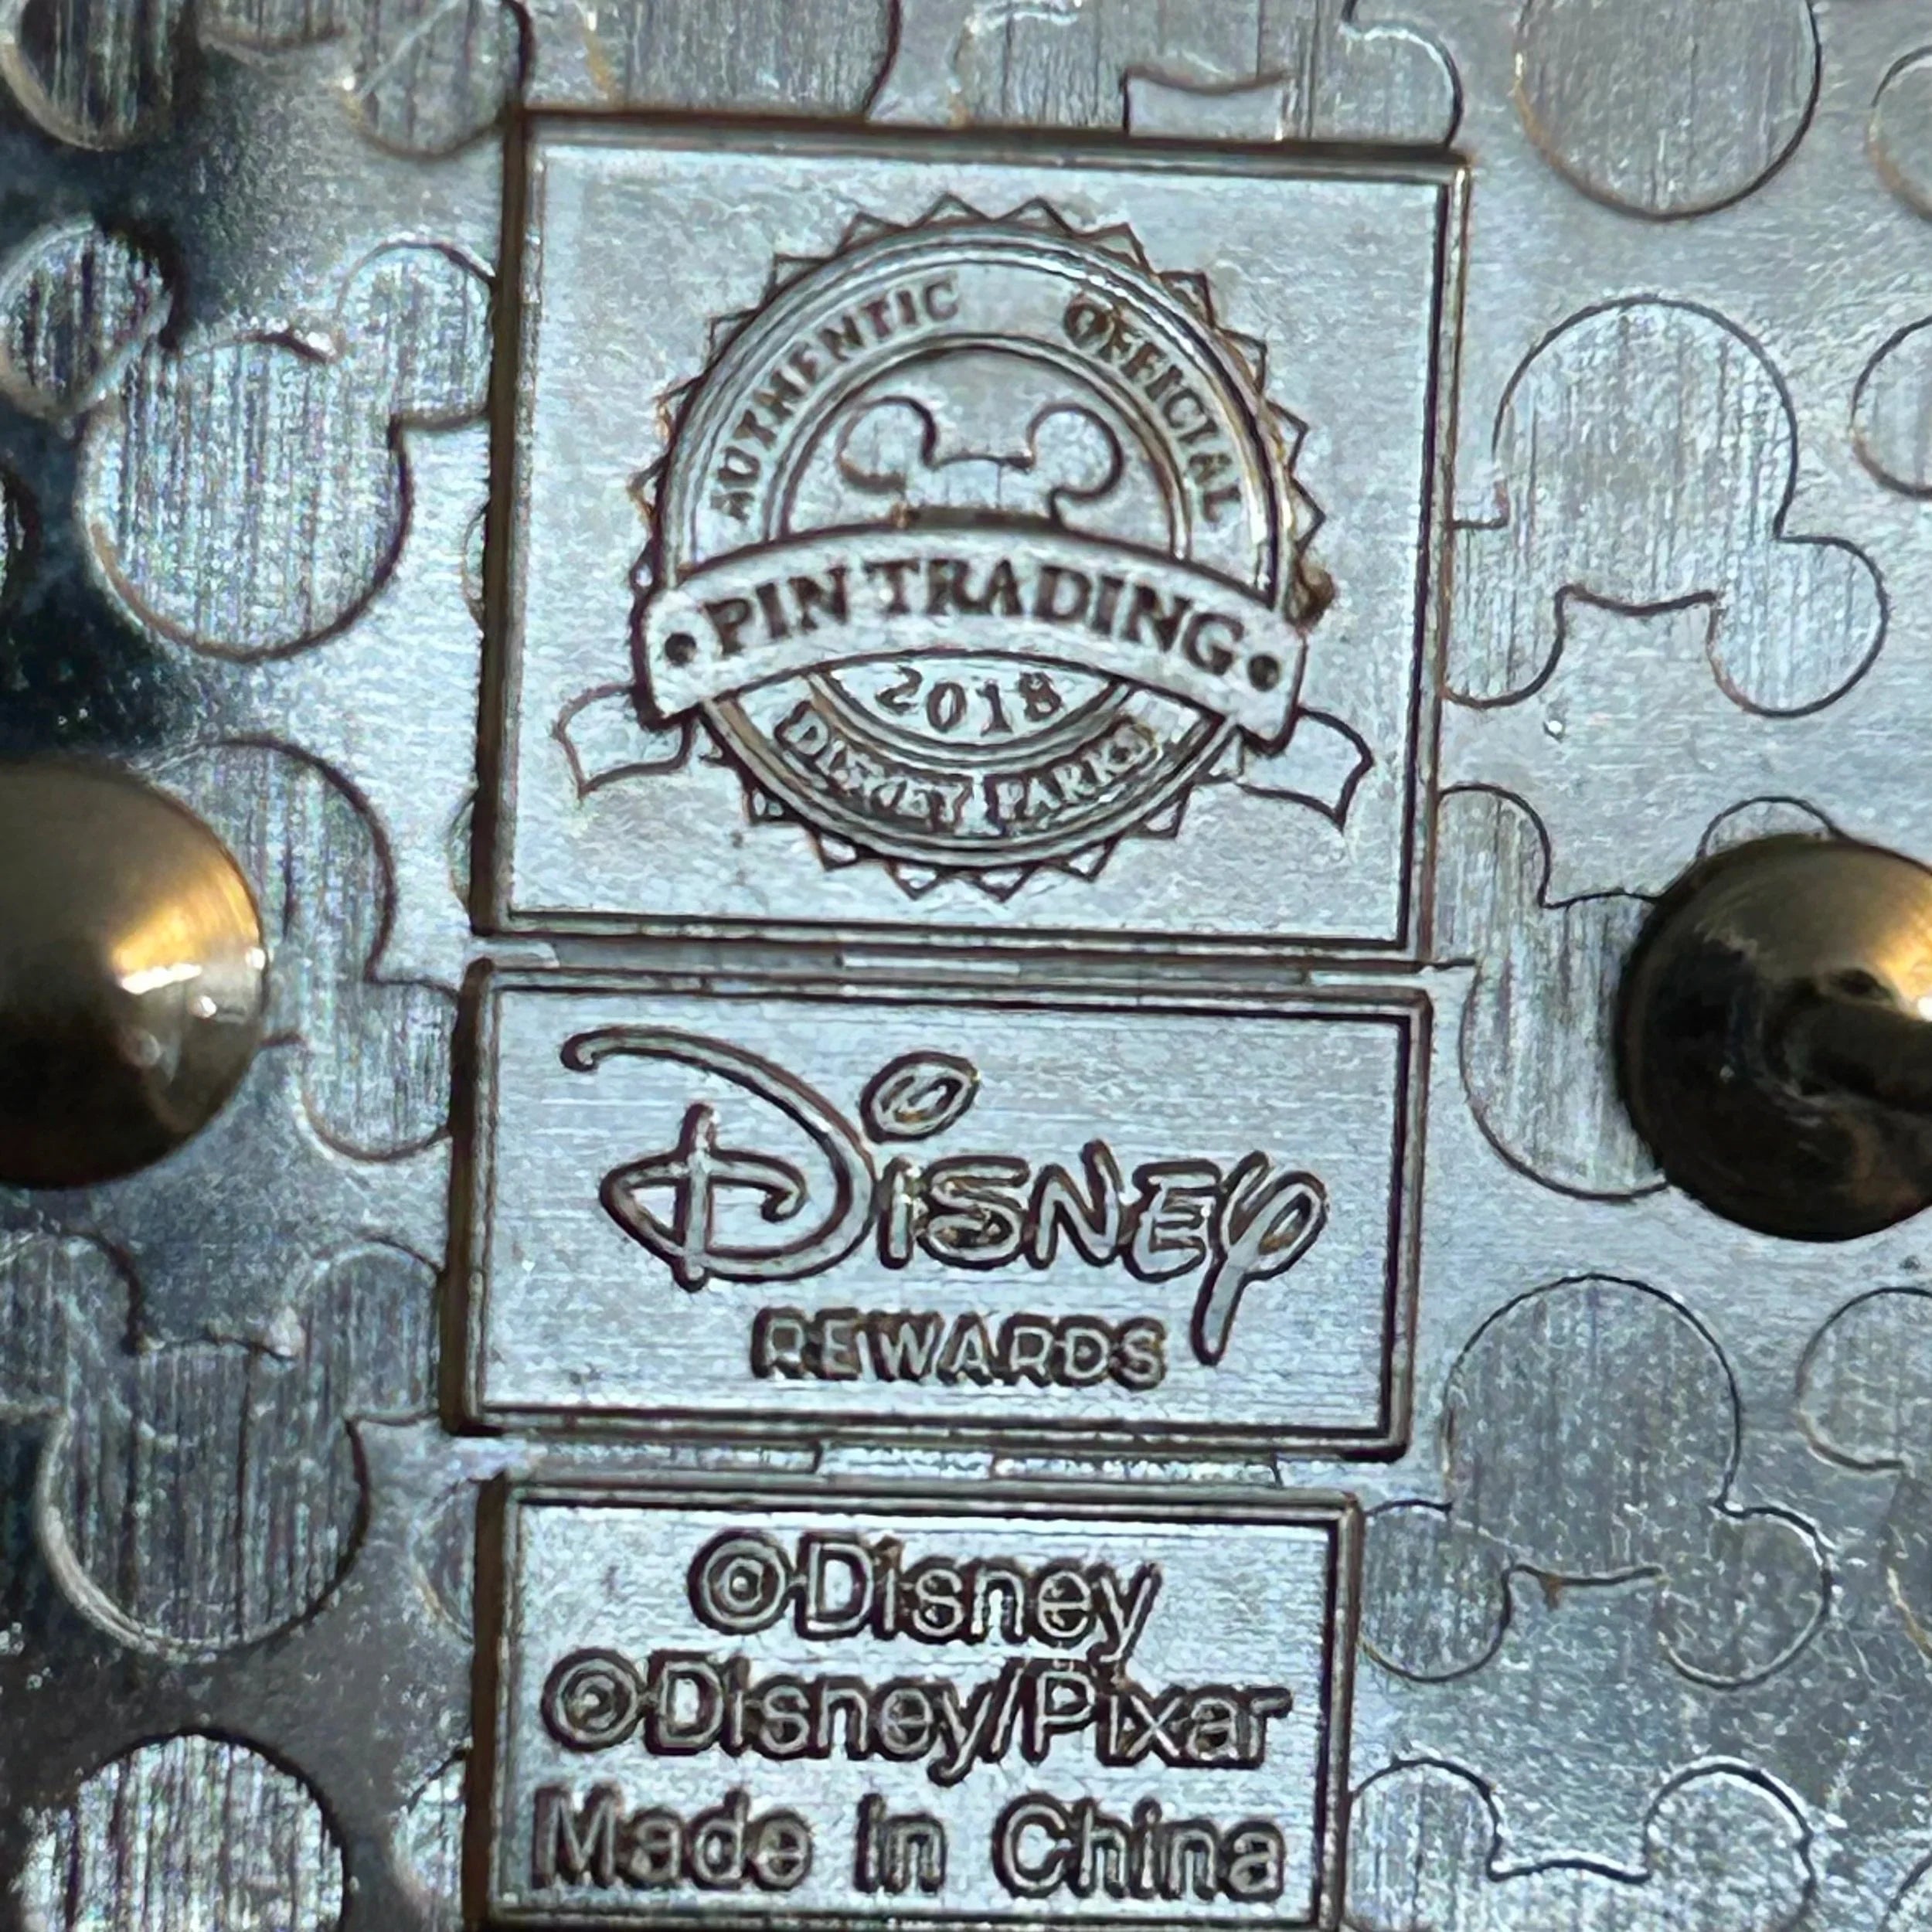 AUTHENTIC OFFICIAL
• PIN TRADING •
2018
DISNEY PARKS
Disney
REWARDS
©Disney
©Disney/Pixar
Made in China